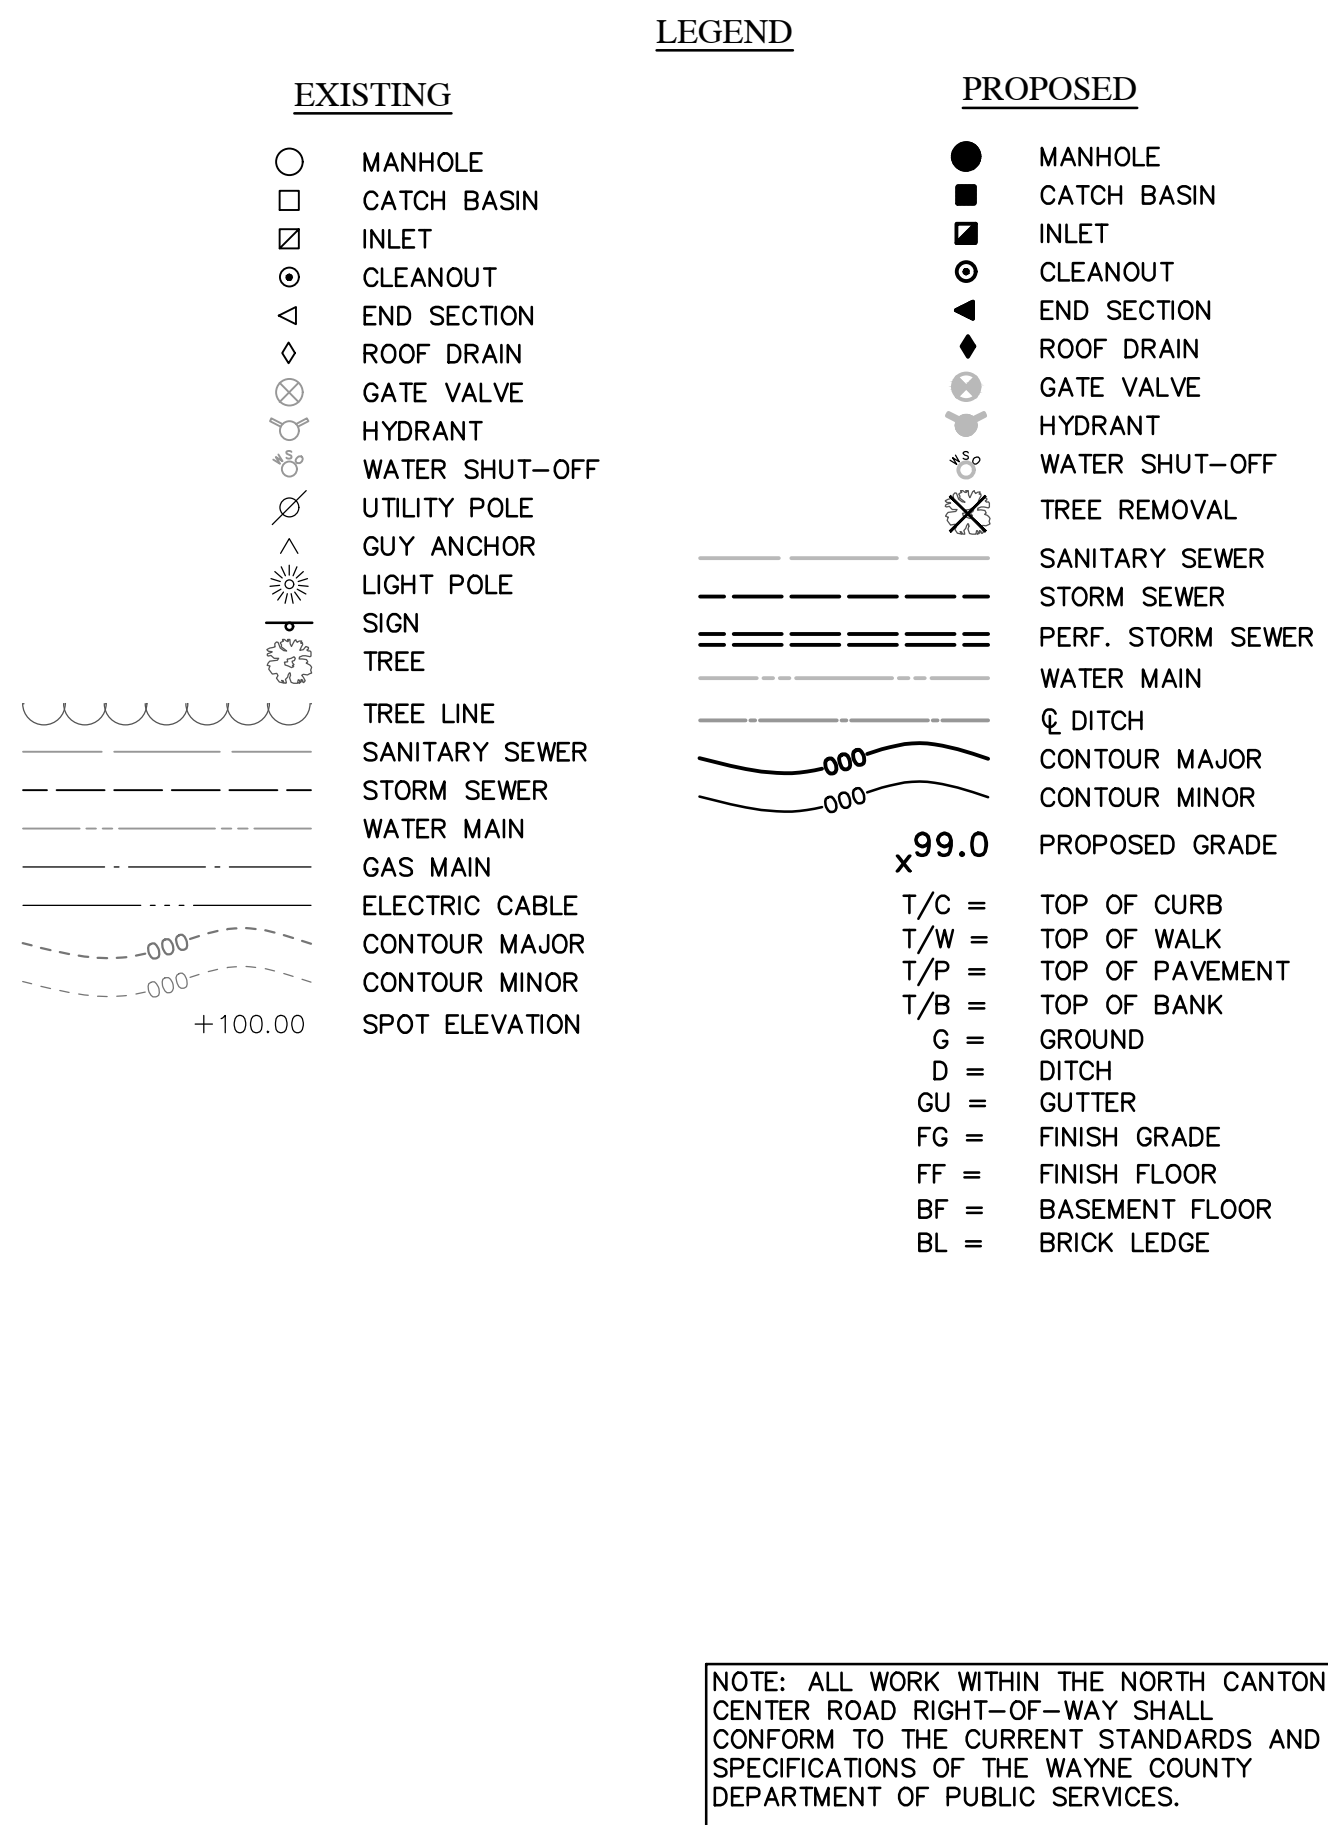 LEGEND
EXISTING
MANHOLE
CATCH BASIN
INLET
CLEANOUT
END SECTION
ROOF DRAIN
GATE VALVE
HYDRANT
WSO WATER SHUT-OFF
UTILITY POLE
GUY ANCHOR
LIGHT POLE
SIGN
TREE
TREE LINE
SANITARY SEWER
STORM SEWER
WATER MAIN
GAS MAIN
ELECTRIC CABLE
000 CONTOUR MAJOR
000 CONTOUR MINOR
+100.00 SPOT ELEVATION
PROPOSED
MANHOLE
CATCH BASIN
INLET
CLEANOUT
END SECTION
ROOF DRAIN
GATE VALVE
HYDRANT
WSO WATER SHUT-OFF
TREE REMOVAL
SANITARY SEWER
STORM SEWER
PERF. STORM SEWER
WATER MAIN
℄ DITCH
000 CONTOUR MAJOR
000 CONTOUR MINOR
x99.0 PROPOSED GRADE
T/C = TOP OF CURB
T/W = TOP OF WALK
T/P = TOP OF PAVEMENT
T/B = TOP OF BANK
G = GROUND
D = DITCH
GU = GUTTER
FG = FINISH GRADE
FF = FINISH FLOOR
BF = BASEMENT FLOOR
BL = BRICK LEDGE
NOTE: ALL WORK WITHIN THE NORTH CANTON
CENTER ROAD RIGHT-OF-WAY SHALL
CONFORM TO THE CURRENT STANDARDS AND
SPECIFICATIONS OF THE WAYNE COUNTY
DEPARTMENT OF PUBLIC SERVICES.